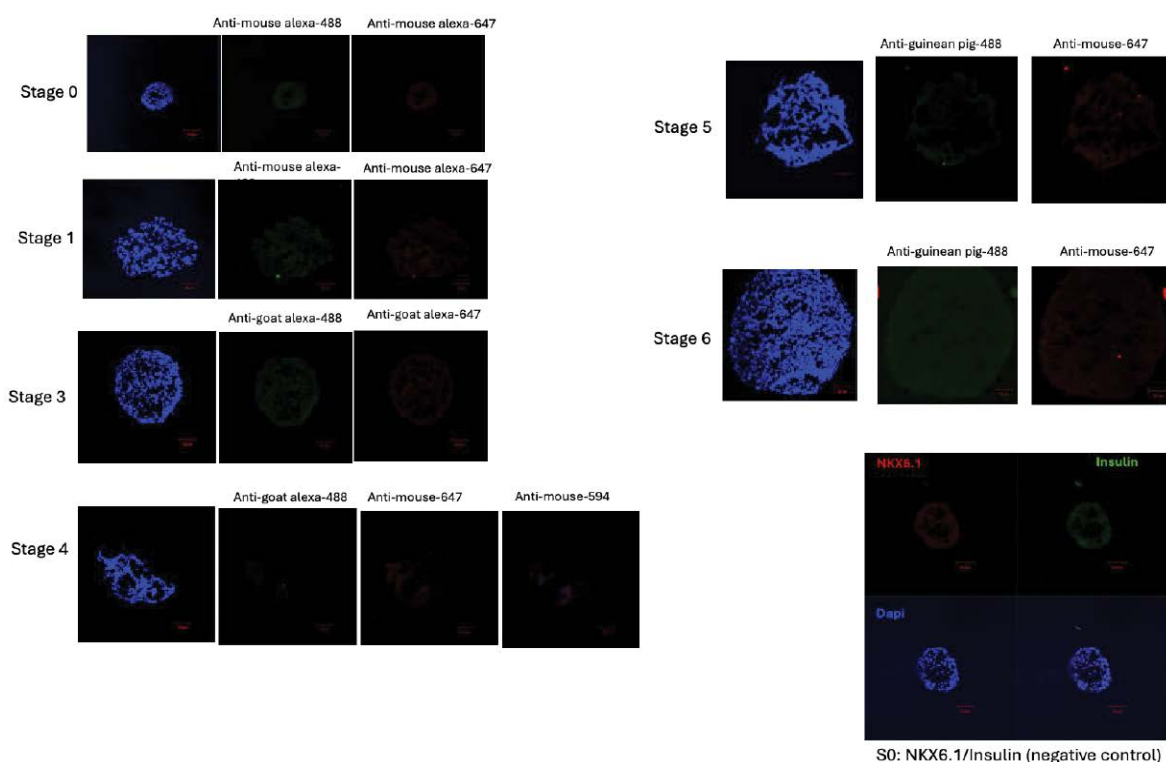 Anti-mouse alexa-488 Anti-mouse alexa-647
Stage 0
Anti-mouse alexa- Anti-mouse alexa-647
Stage 1
Anti-goat alexa-488 Anti-goat alexa-647
Stage 3
Anti-goat alexa-488 Anti-mouse-647 Anti-mouse-594
Stage 4
Anti-guinean pig-488 Anti-mouse-647
Stage 5
Anti-guinean pig-488 Anti-mouse-647
Stage 6
NKX6.1 Insulin
Dapi
S0: NKX6.1/Insulin (negative control)